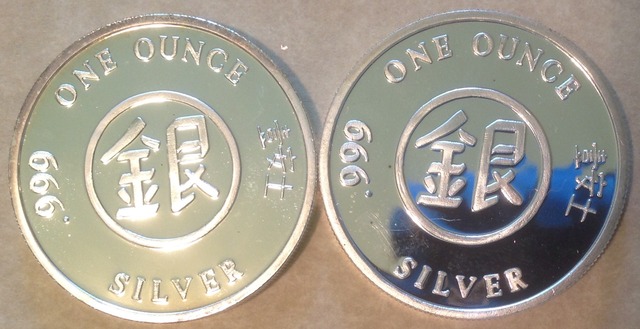 ONE OUNCE
.999
銀
SILVER
ONE OUNCE
.999
銀
SILVER